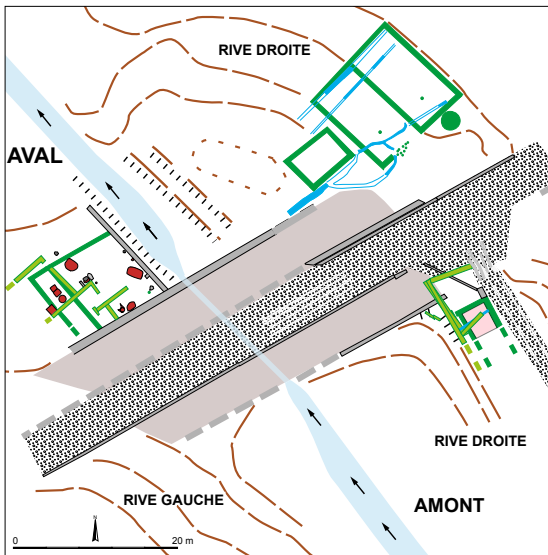 RIVE DROITE
AVAL
RIVE DROITE
RIVE GAUCHE
AMONT
N
0 20 m